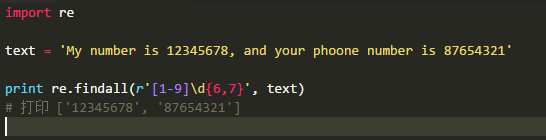 import re
text = 'My number is 12345678, and your phoone number is 87654321'
print re.findall(r'[1-9]\d{6,7}', text)
# 打印 ['12345678', '87654321']